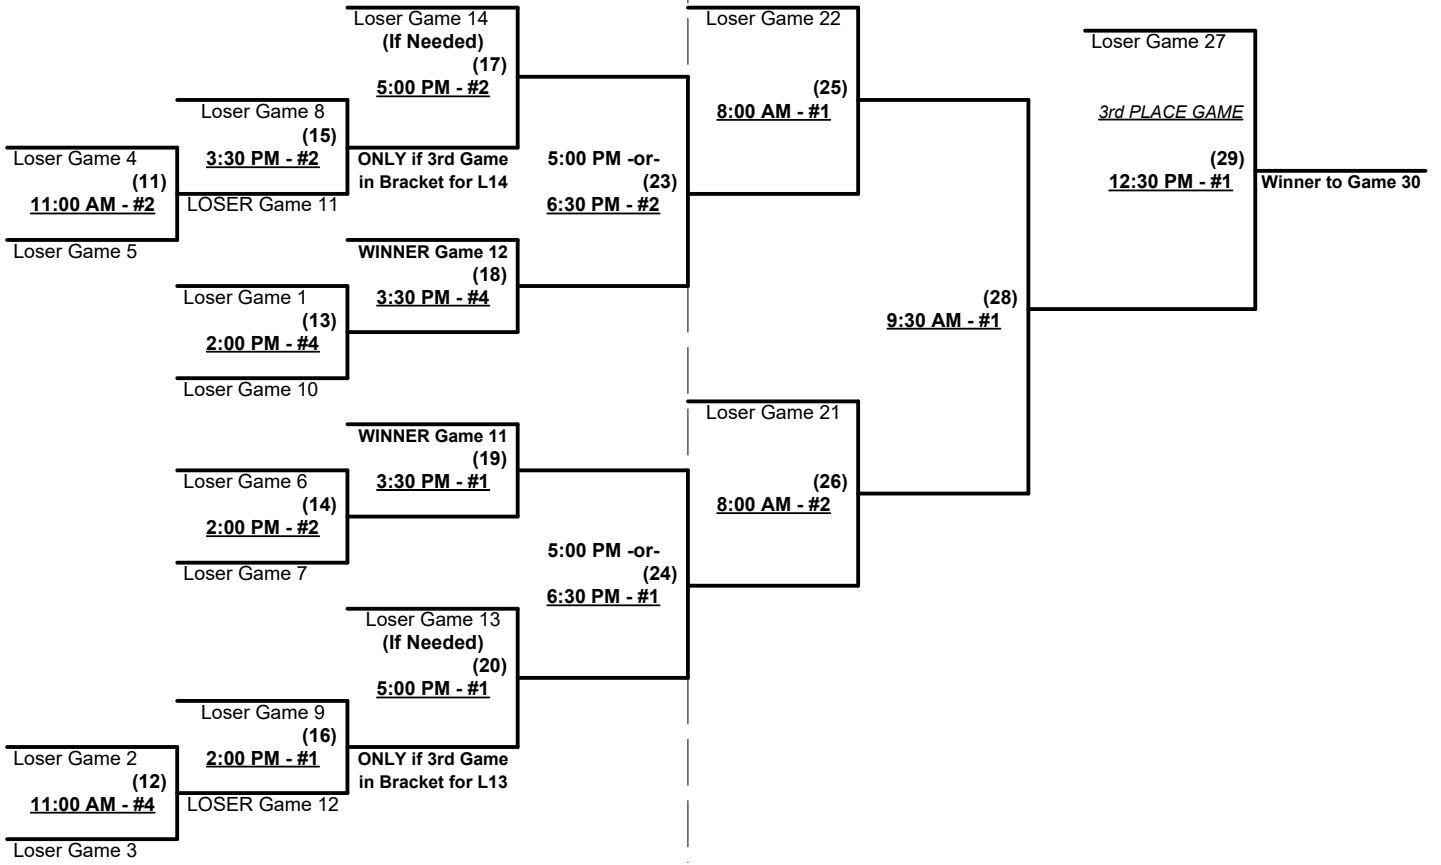 Loser Game 14
(If Needed)
(17)
5:00 PM - #2
Loser Game 22
(25)
8:00 AM - #1
Loser Game 27
3rd PLACE GAME
(29)
12:30 PM - #1
Winner to Game 30
Loser Game 8
(15)
3:30 PM - #2
Loser Game 4
(11)
11:00 AM - #2
LOSER Game 11
Loser Game 5
ONLY if 3rd Game
in Bracket for L14
5:00 PM -or-
(23)
6:30 PM - #2
WINNER Game 12
(18)
3:30 PM - #4
Loser Game 1
(13)
2:00 PM - #4
Loser Game 10
(28)
9:30 AM - #1
WINNER Game 11
(19)
3:30 PM - #1
Loser Game 6
(14)
2:00 PM - #2
Loser Game 7
Loser Game 21
(26)
8:00 AM - #2
5:00 PM -or-
(24)
6:30 PM - #1
Loser Game 13
(If Needed)
(20)
5:00 PM - #1
Loser Game 9
(16)
2:00 PM - #1
ONLY if 3rd Game
in Bracket for L13
Loser Game 2
(12)
11:00 AM - #4
LOSER Game 12
Loser Game 3